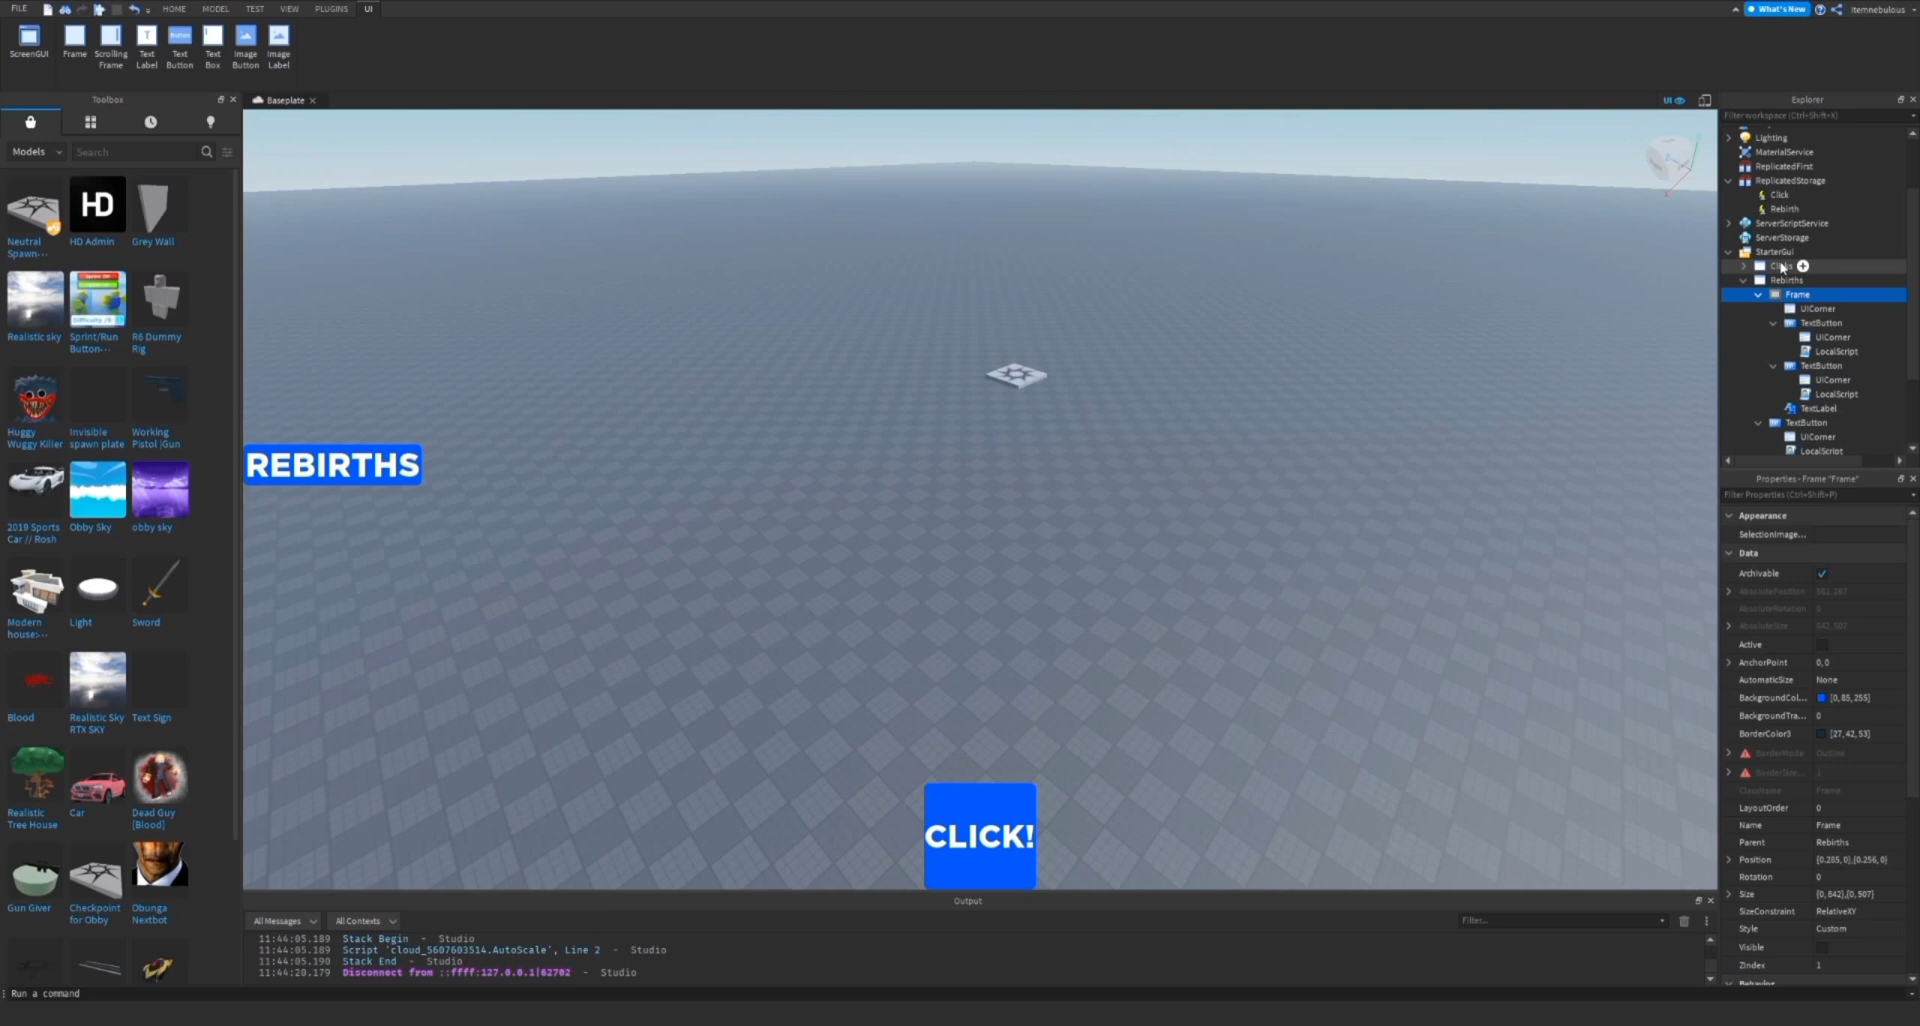 FILE HOME MODEL TEST VIEW PLUGINS UI What's New itemnebulous
ScreenGUI Frame Scrolling Frame Text Label Text Button Text Box Image Button Image Label
Toolbox
Models Search
Neutral Spawn... HD Admin Grey Wall
Realistic sky Sprint/Run Button... R6 Dummy Rig
Huggy Wuggy Killer Invisible spawn plate Working Pistol |Gun
2019 Sports Car // Rosh Obby Sky obby sky
Modern house:... Light Sword
Blood Realistic Sky RTX SKY Text Sign
Realistic Tree House Car Dead Guy [Blood]
Gun Giver Checkpoint for Obby Obunga Nextbot
Baseplate
UI
REBIRTHS
CLICK!
Output
All Messages All Contexts Filter...
11:44:05.189 Stack Begin - Studio
11:44:05.189 Script 'cloud_5607603514.AutoScale', Line 2 - Studio
11:44:05.190 Stack End - Studio
11:44:20.179 Disconnect from ::ffff:127.0.0.1|62702 - Studio
Run a command
Explorer
Filter workspace (Ctrl+Shift+X)
Lighting
MaterialService
ReplicatedFirst
ReplicatedStorage
Click
Rebirth
ServerScriptService
ServerStorage
StarterGui
Rebirths
Frame
UICorner
TextButton
UICorner
LocalScript
TextButton
UICorner
LocalScript
TextLabel
TextButton
UICorner
LocalScript
Properties - Frame "Frame"
Filter Properties (Ctrl+Shift+P)
Appearance
SelectionImage...
Data
Archivable
AbsolutePosition
AbsoluteRotation 0
AbsoluteSize 842, 507
Active
AnchorPoint 0, 0
AutomaticSize None
BackgroundCol... [0, 85, 255]
BackgroundTra... 0
BorderColor3 [27, 42, 53]
BorderMode Outline
BorderSize... 1
ClassName Frame
LayoutOrder 0
Name Frame
Parent Rebirths
Position {0.285, 0},{0.256, 0}
Rotation 0
Size {0, 842},{0, 507}
SizeConstraint RelativeXY
Style Custom
Visible
ZIndex 1
Behavior